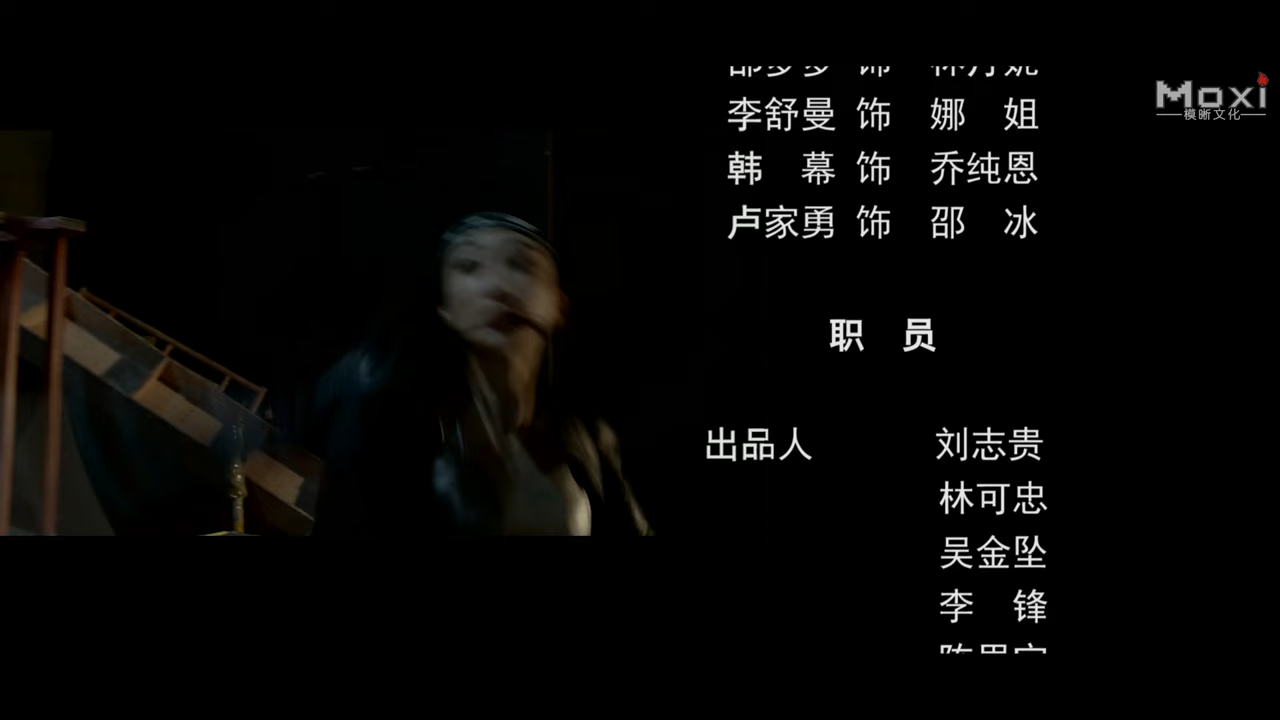 李舒曼 饰 娜 姐
韩 幕 饰 乔纯恩
卢家勇 饰 邵 冰
职 员
出品人 刘志贵
林可忠
吴金坠
李 锋
Moxi
模晰文化